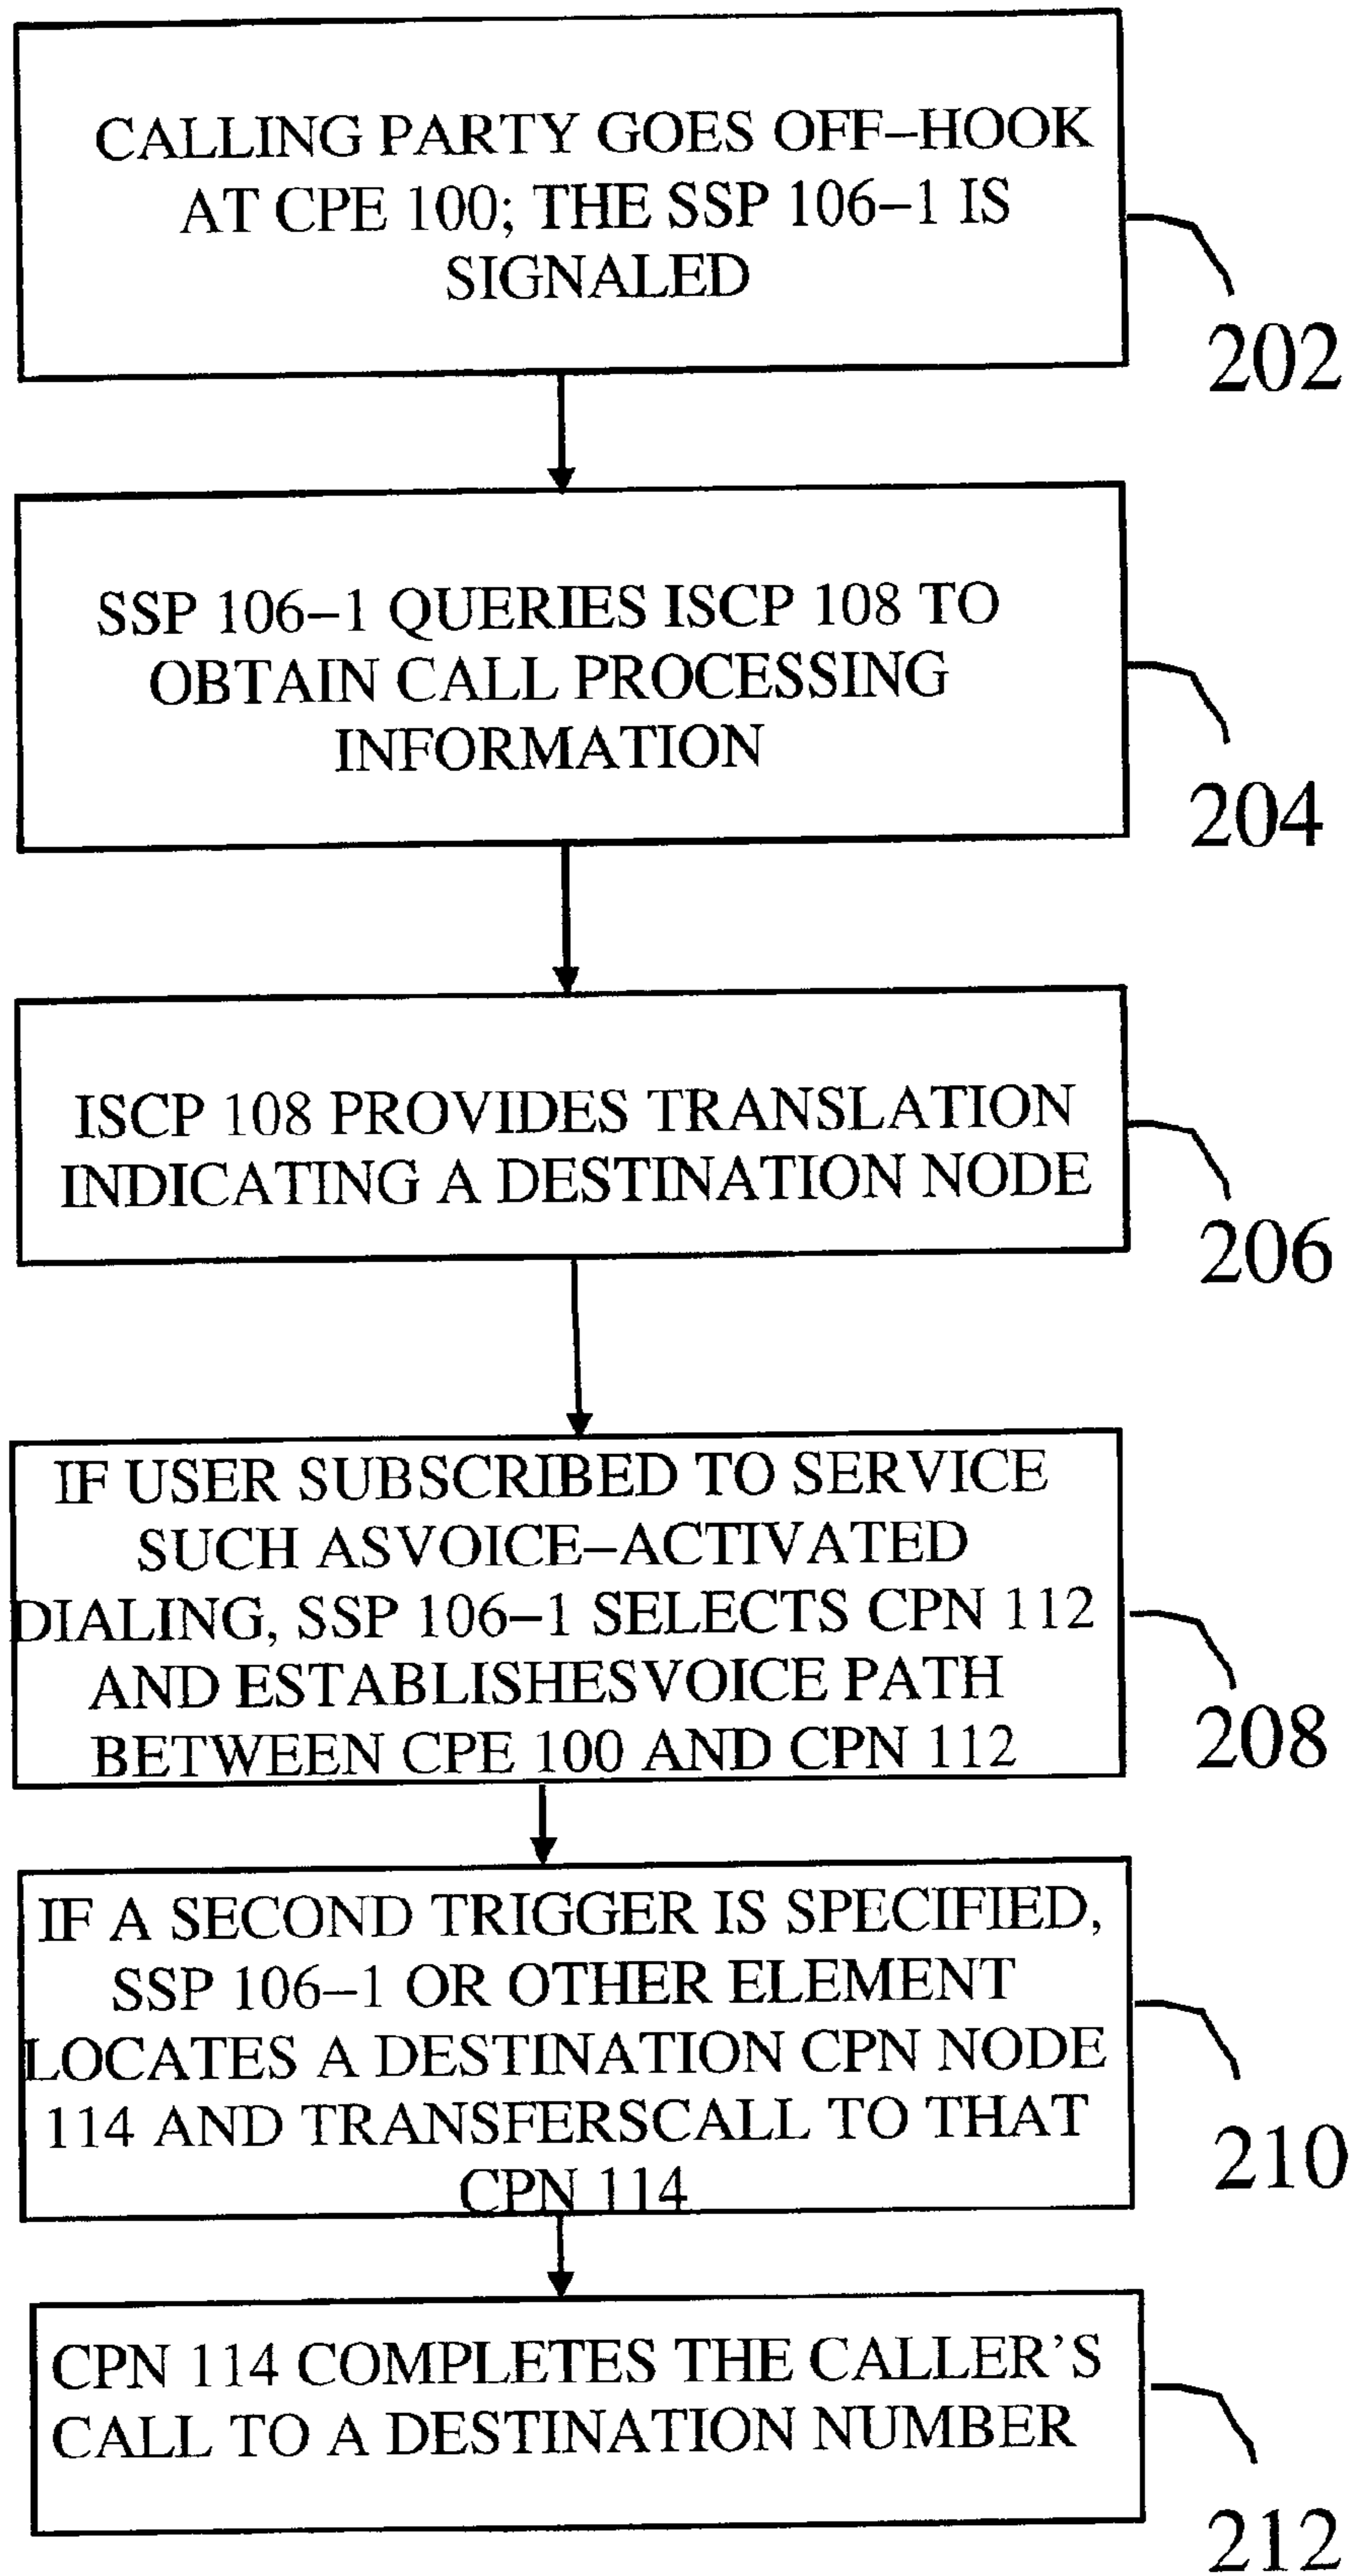 CALLING PARTY GOES OFF–HOOK
AT CPE 100; THE SSP 106–1 IS
SIGNALED
202
SSP 106–1 QUERIES ISCP 108 TO
OBTAIN CALL PROCESSING
INFORMATION
204
ISCP 108 PROVIDES TRANSLATION
INDICATING A DESTINATION NODE
206
IF USER SUBSCRIBED TO SERVICE
SUCH ASVOICE–ACTIVATED
DIALING, SSP 106–1 SELECTS CPN 112
AND ESTABLISHESVOICE PATH
BETWEEN CPE 100 AND CPN 112
208
IF A SECOND TRIGGER IS SPECIFIED,
SSP 106–1 OR OTHER ELEMENT
LOCATES A DESTINATION CPN NODE
114 AND TRANSFERSCALL TO THAT
CPN 114
210
CPN 114 COMPLETES THE CALLER'S
CALL TO A DESTINATION NUMBER
212